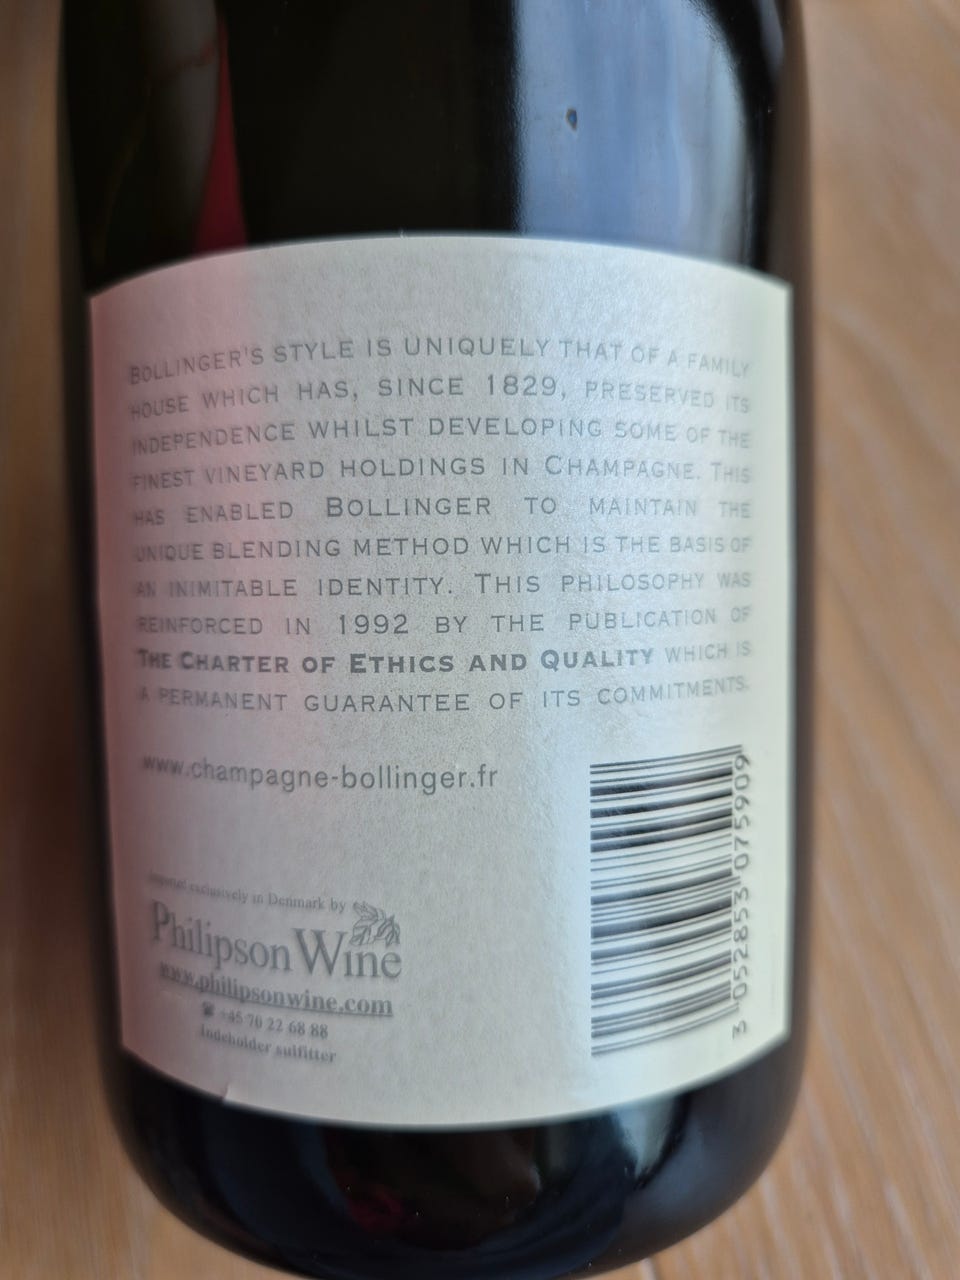 BOLLINGER'S STYLE IS UNIQUELY THAT OF A FAMILY
HOUSE WHICH HAS, SINCE 1829, PRESERVED ITS
INDEPENDENCE WHILST DEVELOPING SOME OF THE
FINEST VINEYARD HOLDINGS IN CHAMPAGNE. THIS
HAS ENABLED BOLLINGER TO MAINTAIN THE
UNIQUE BLENDING METHOD WHICH IS THE BASIS OF
AN INIMITABLE IDENTITY. THIS PHILOSOPHY WAS
REINFORCED IN 1992 BY THE PUBLICATION OF
THE CHARTER OF ETHICS AND QUALITY WHICH IS
A PERMANENT GUARANTEE OF ITS COMMITMENTS.
www.champagne-bollinger.fr
Imported exclusively in Denmark by
Philipson Wine
www.philipsonwine.com
☎ +45 70 22 68 88
Indeholder sulfitter
3 052853 075909